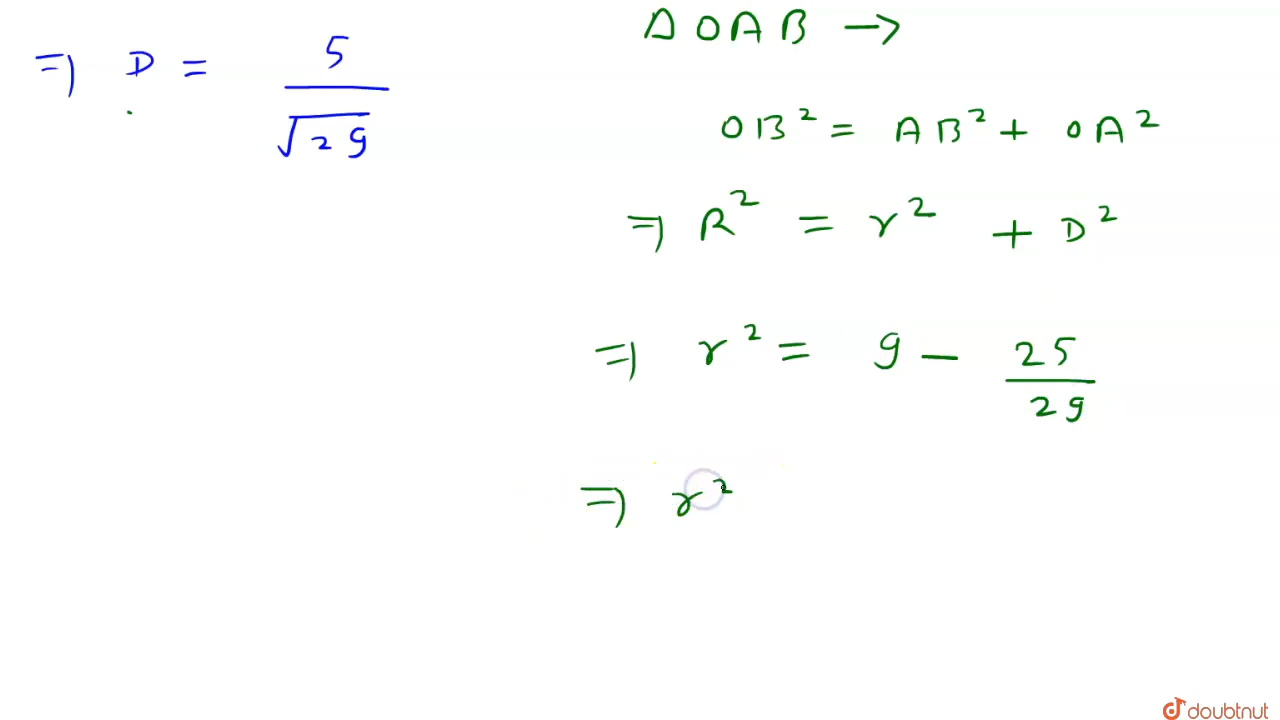 ⇒ D = 5/√29
△OAB →
OB² = AB² + OA²
⇒ R² = r² + D²
⇒ r² = 9 - 25/29
⇒ r²
doubtnut